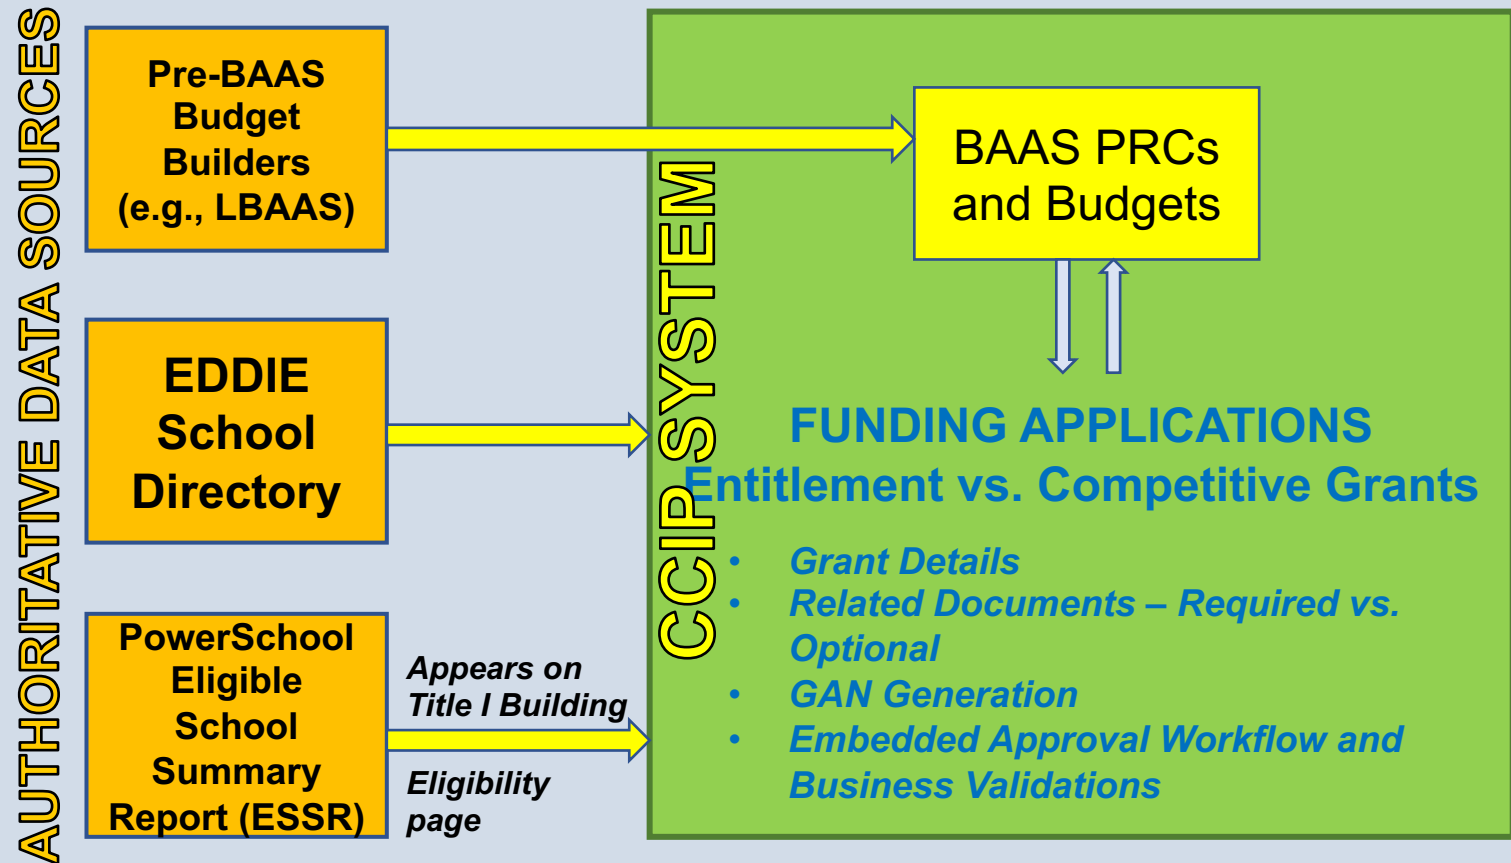 AUTHORITATIVE DATA SOURCES
Pre-BAAS
Budget
Builders
(e.g., LBAAS)
EDDIE
School
Directory
PowerSchool
Eligible
School
Summary
Report (ESSR)
Appears on
Title I Building
Eligibility
page
CCIP SYSTEM
BAAS PRCs
and Budgets
FUNDING APPLICATIONS
Entitlement vs. Competitive Grants
• Grant Details
• Related Documents – Required vs.
Optional
• GAN Generation
• Embedded Approval Workflow and
Business Validations